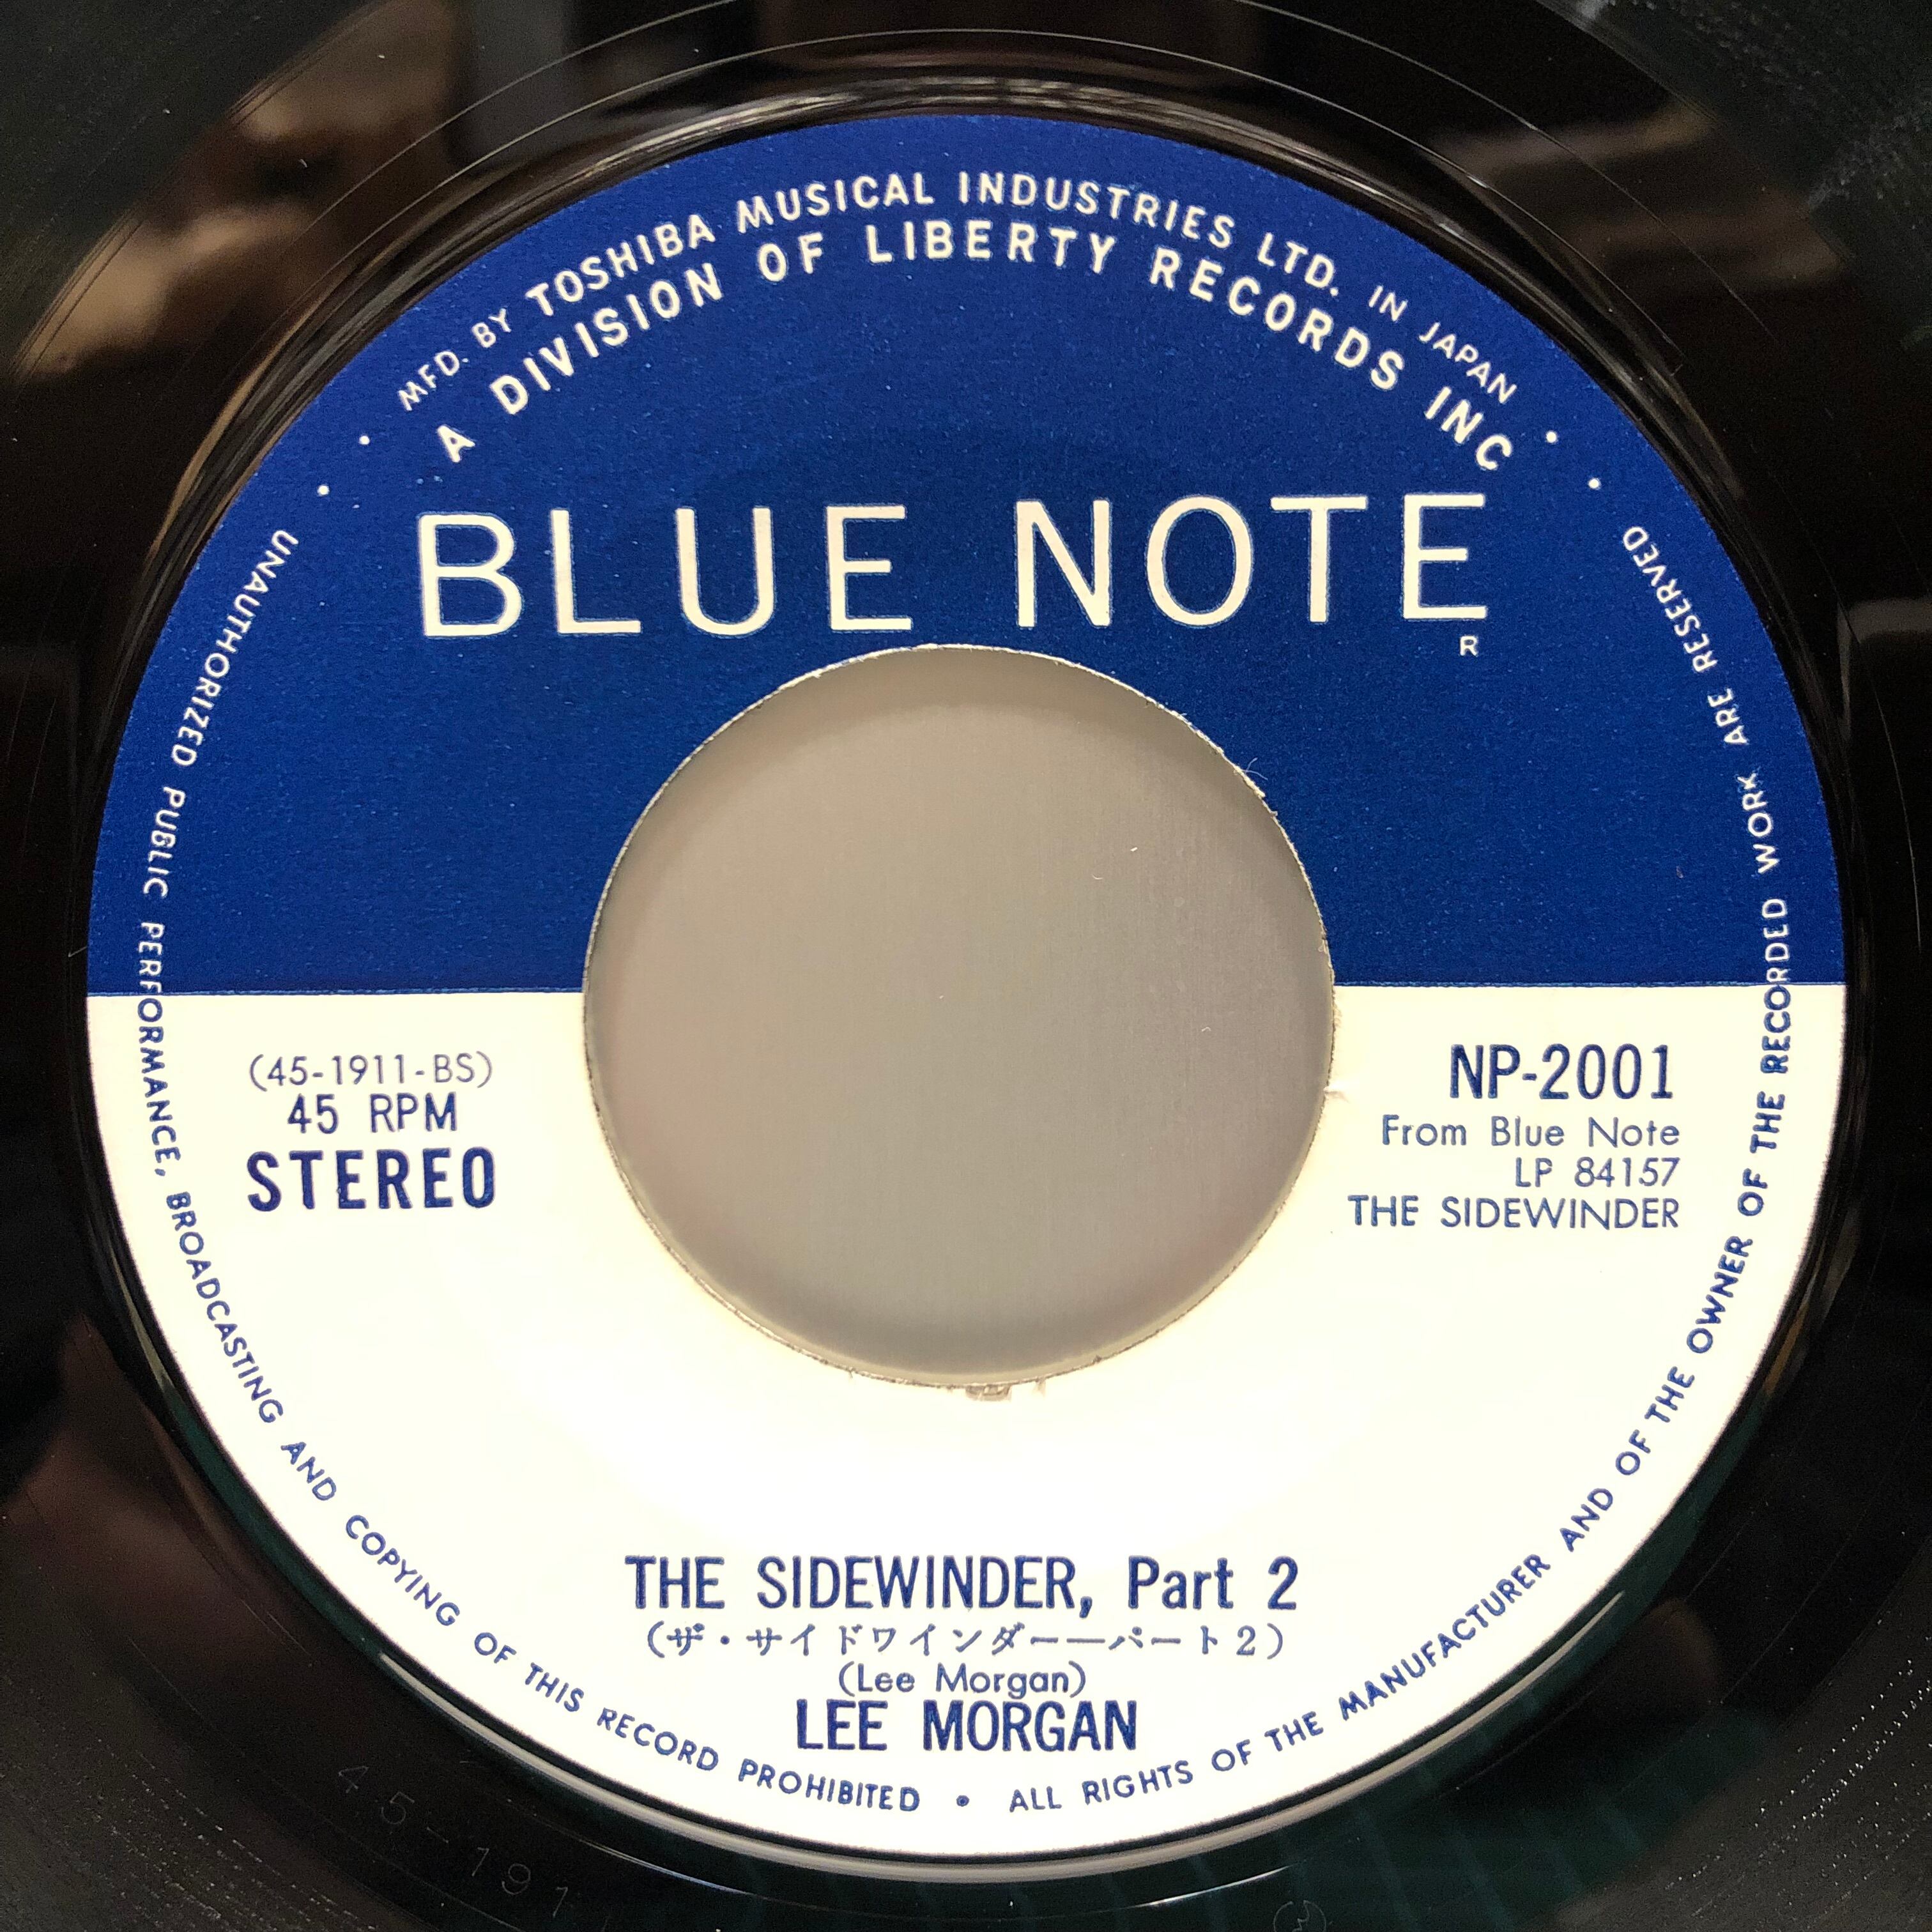 MFD. BY TOSHIBA MUSICAL INDUSTRIES LTD. IN JAPAN
A DIVISION OF LIBERTY RECORDS INC
BLUE NOTE
R
(45-1911-BS)
45 RPM
STEREO
NP-2001
From Blue Note
LP 84157
THE SIDEWINDER
THE SIDEWINDER, Part 2
(ザ・サイドワインダー―パート2)
(Lee Morgan)
LEE MORGAN
UNAUTHORIZED PUBLIC PERFORMANCE, BROADCASTING AND COPYING OF THIS RECORD PROHIBITED • ALL RIGHTS OF THE MANUFACTURER AND OF THE OWNER OF THE RECORDED WORK ARE RESERVED
45-191